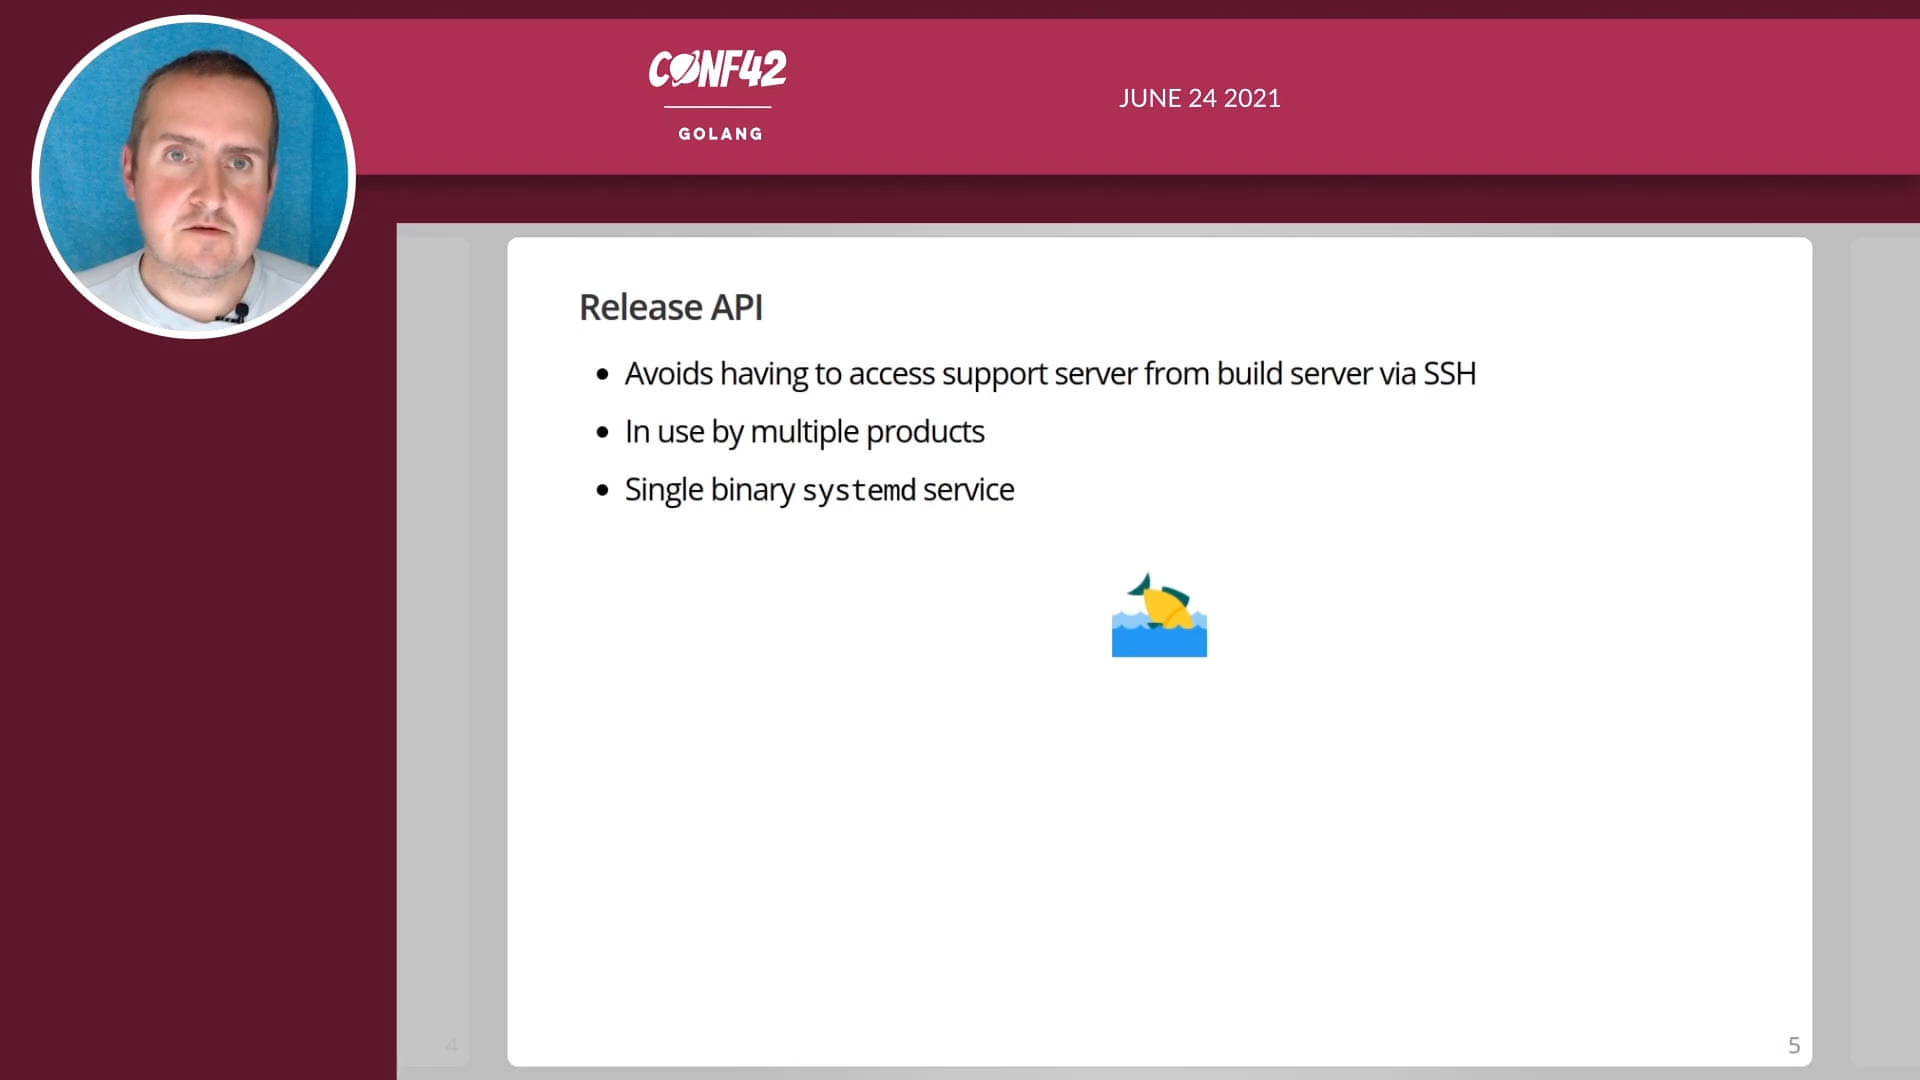 CONF42
GOLANG
JUNE 24 2021
Release API
• Avoids having to access support server from build server via SSH
• In use by multiple products
• Single binary systemd service
4
5